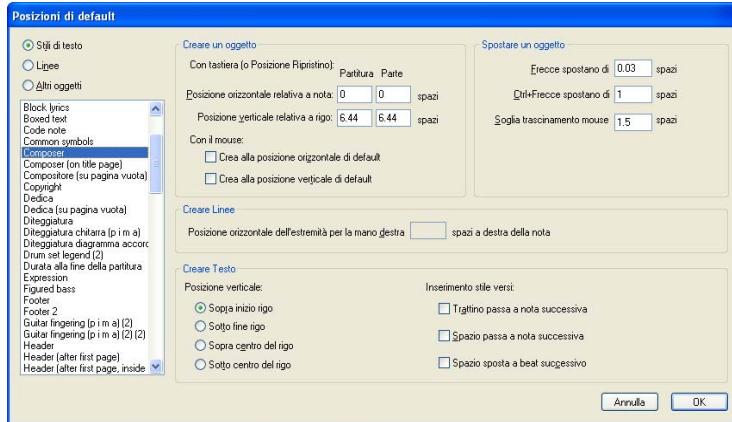 Posizioni di default
Stili di testo
Linee
Altri oggetti
Block lyrics
Boxed text
Code note
Common symbols
Composer
Composer (on title page)
Compositore (su pagina vuota)
Copyright
Dedica
Dedica (su pagina vuota)
Diteggiatura
Diteggiatura chitarra (p i m a)
Diteggiatura diagramma accord
Drum set legend (2)
Durata alla fine della partitura
Expression
Figured bass
Footer
Footer 2
Guitar fingering (p i m a) (2)
Guitar fingering (p i m a) (2) (2)
Header
Header (after first page)
Header (after first page, inside
Creare un oggetto
Con tastiera (o Posizione Ripristino):
Partitura Parte
Posizione orizzontale relativa a nota: 0 0 spazi
Posizione verticale relativa a rigo: 6.44 6.44 spazi
Con il mouse:
Crea alla posizione orizzontale di default
Crea alla posizione verticale di default
Spostare un oggetto
Frecce spostano di 0.03 spazi
Ctrl+Frecce spostano di 1 spazi
Soglia trascinamento mouse 1.5 spazi
Creare Linee
Posizione orizzontale dell'estremità per la mano destra spazi a destra della nota
Creare Testo
Posizione verticale:
Sopra inizio rigo
Sotto fine rigo
Sopra centro del rigo
Sotto centro del rigo
Inserimento stile versi:
Trattino passa a nota successiva
Spazio passa a nota successiva
Spazio sposta a beat successivo
Annulla OK